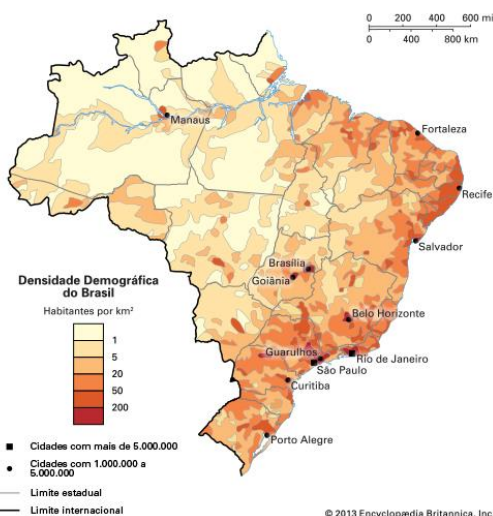 0 200 400 600 mi
0 400 800 km
Manaus
Fortaleza
Recife
Salvador
Brasília
Goiânia
Belo Horizonte
Guarulhos
Rio de Janeiro
São Paulo
Curitiba
Porto Alegre
Densidade Demográfica
do Brasil
Habitantes por km²
1
5
20
50
200
Cidades com mais de 5.000.000
Cidades com 1.000.000 a
5.000.000
Limite estadual
Limite internacional
© 2013 Encyclopædia Britannica, Inc